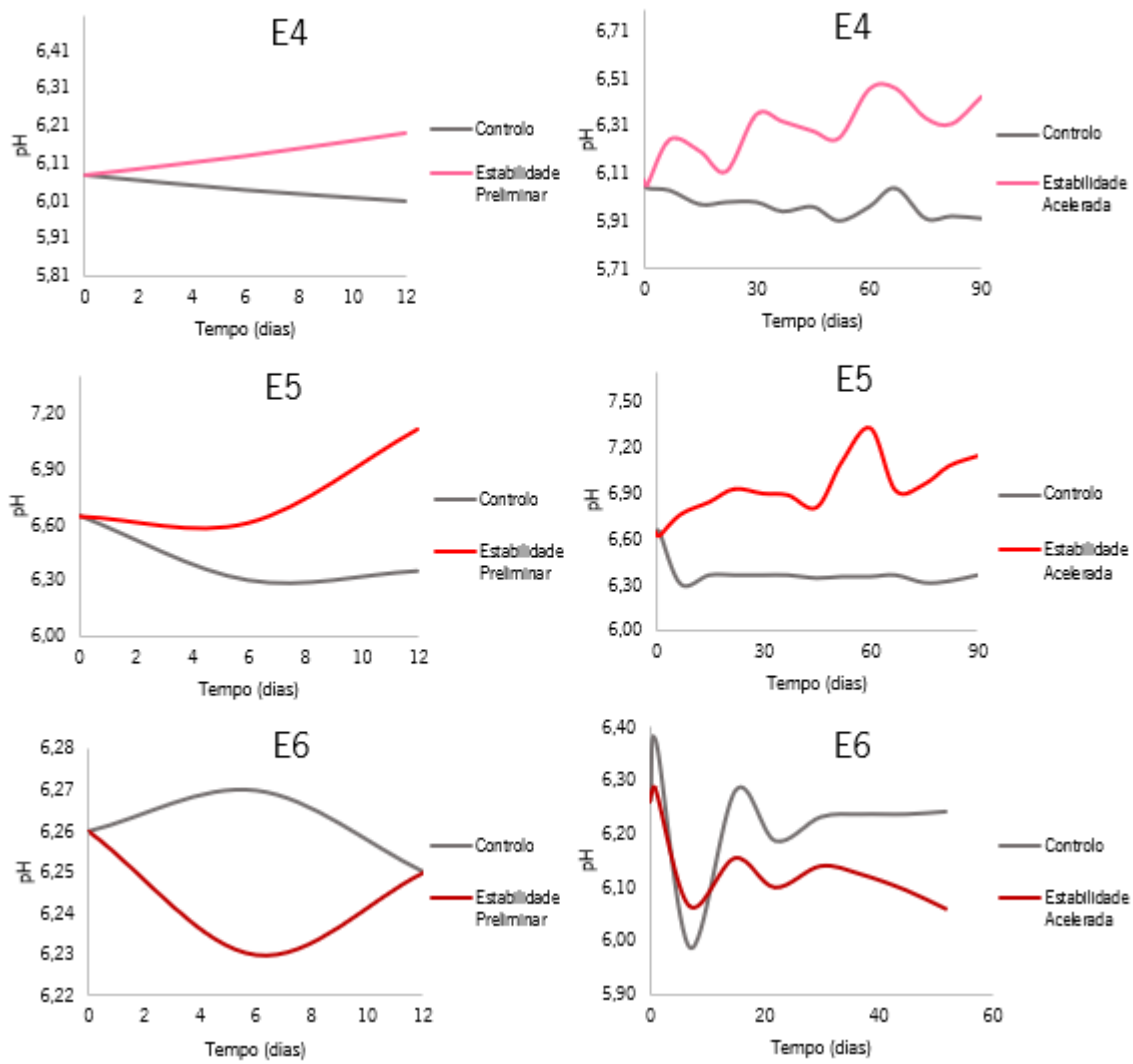 E4
6,41
6,31
6,21
6,11
6,01
5,91
5,81
pH
0 2 4 6 8 10 12
Tempo (dias)
Controlo
Estabilidade
Preliminar
E4
6,71
6,51
6,31
6,11
5,91
5,71
pH
0 30 60 90
Tempo (dias)
Controlo
Estabilidade
Acelerada
E5
7,20
6,90
6,60
6,30
6,00
pH
0 2 4 6 8 10 12
Tempo (dias)
Controlo
Estabilidade
Preliminar
E5
7,50
7,20
6,90
6,60
6,30
6,00
pH
0 30 60 90
Tempo (dias)
Controlo
Estabilidade
Acelerada
E6
6,28
6,27
6,26
6,25
6,24
6,23
6,22
pH
0 2 4 6 8 10 12
Tempo (dias)
Controlo
Estabilidade
Preliminar
E6
6,40
6,30
6,20
6,10
6,00
5,90
pH
0 20 40 60
Tempo (dias)
Controlo
Estabilidade
Acelerada